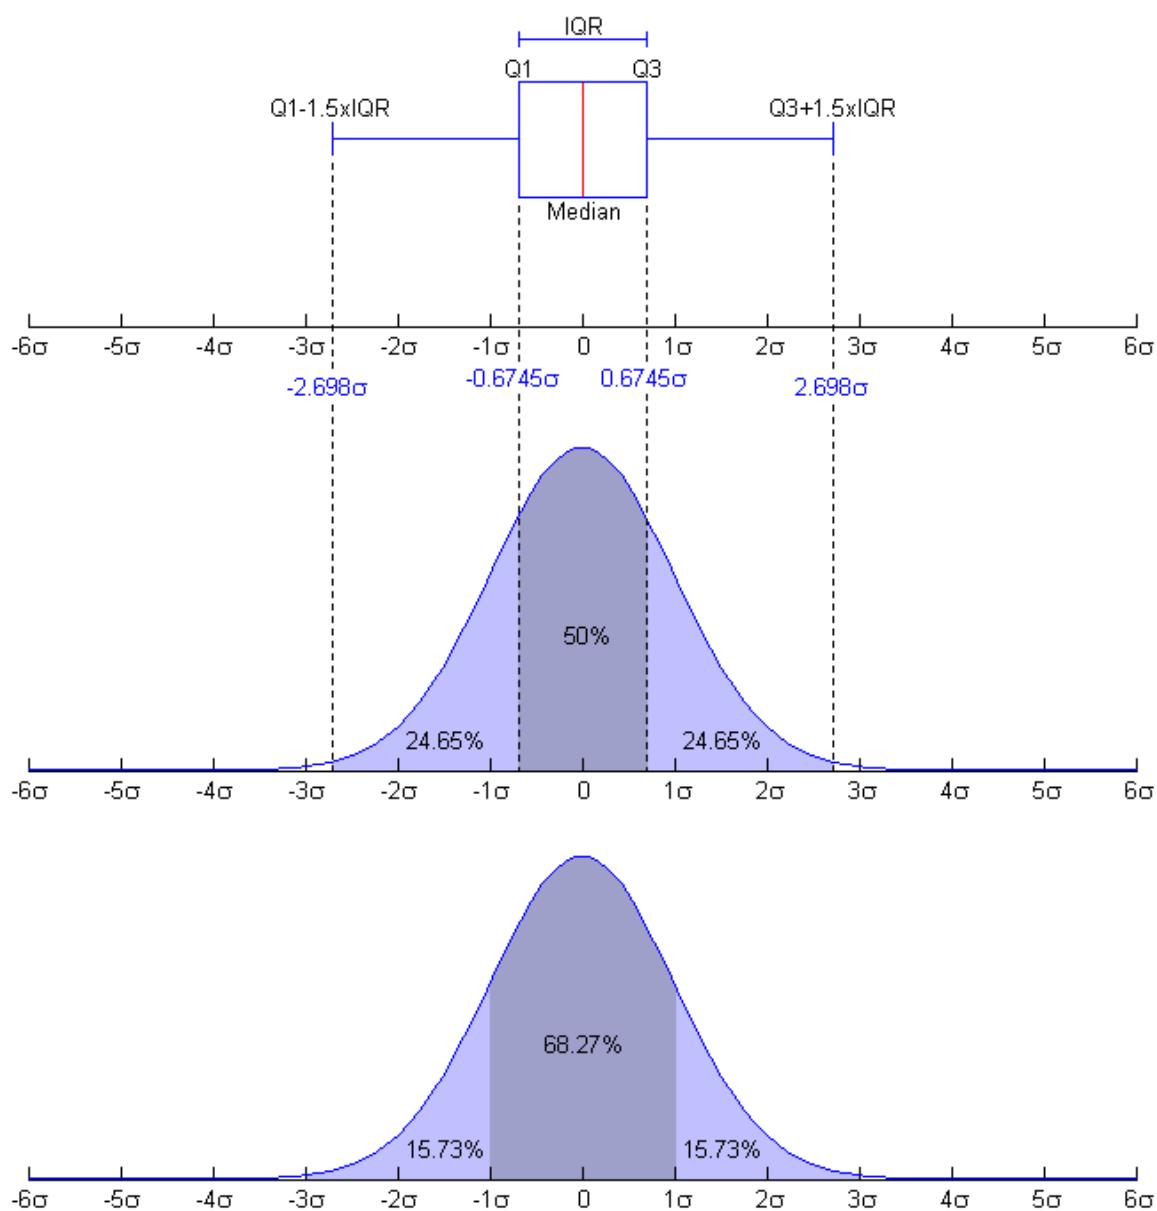 IQR
Q1 Q3
Q1-1.5xIQR Q3+1.5xIQR
Median
-6σ -5σ -4σ -3σ -2σ -1σ 0 1σ 2σ 3σ 4σ 5σ 6σ
-2.698σ -0.6745σ 0.6745σ 2.698σ
50%
24.65% 24.65%
-6σ -5σ -4σ -3σ -2σ -1σ 0 1σ 2σ 3σ 4σ 5σ 6σ
68.27%
15.73% 15.73%
-6σ -5σ -4σ -3σ -2σ -1σ 0 1σ 2σ 3σ 4σ 5σ 6σ